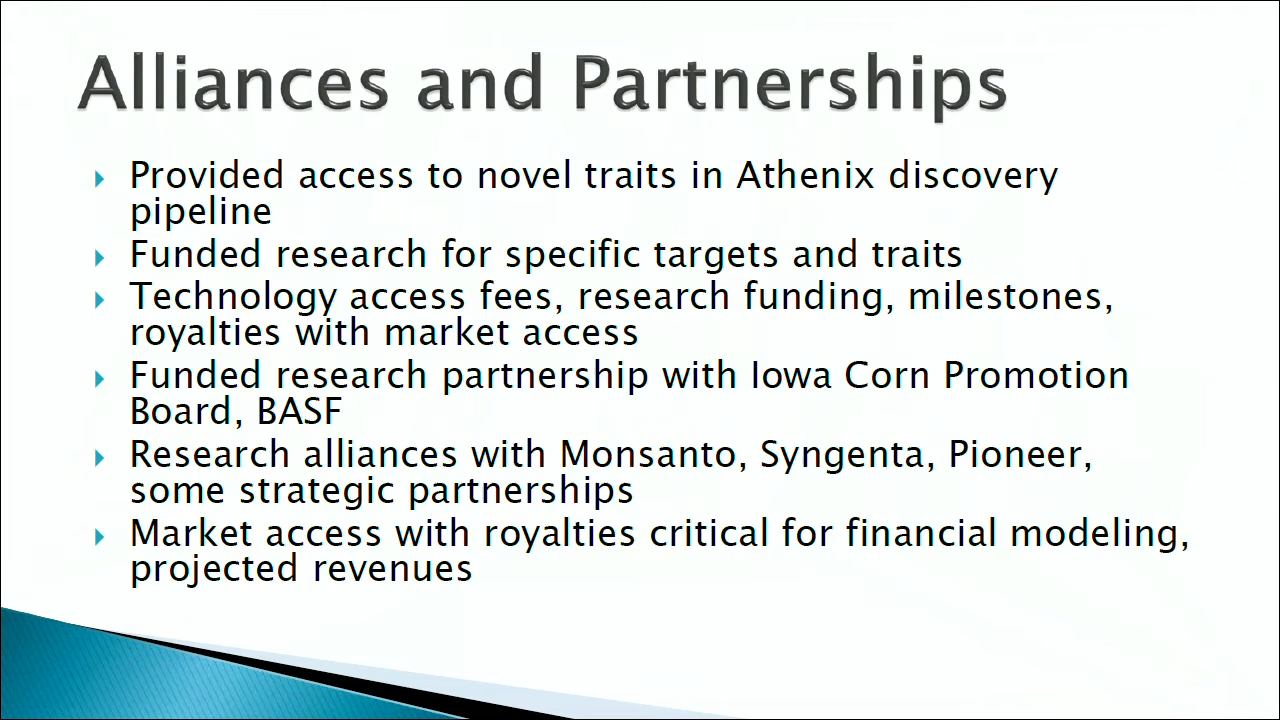 Alliances and Partnerships
Provided access to novel traits in Athenix discovery
pipeline
Funded research for specific targets and traits
Technology access fees, research funding, milestones,
royalties with market access
Funded research partnership with Iowa Corn Promotion
Board, BASF
Research alliances with Monsanto, Syngenta, Pioneer,
some strategic partnerships
Market access with royalties critical for financial modeling,
projected revenues